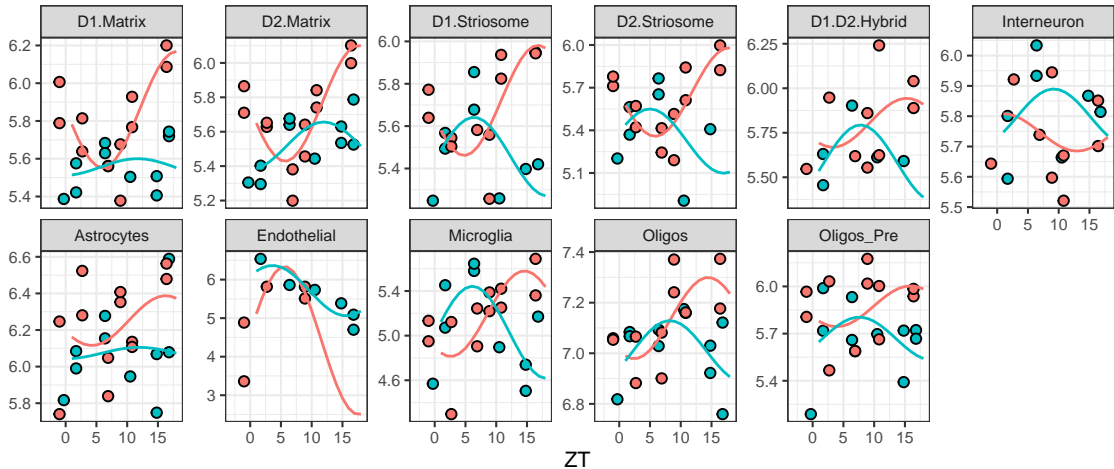 D1.Matrix D2.Matrix D1.Striosome D2.Striosome D1.D2.Hybrid Interneuron
6.2 6.0 5.8 5.6 5.4
6.0 5.8 5.6 5.4 5.2
6.0 5.8 5.6 5.4
6.0 5.7 5.4 5.1
6.25 6.00 5.75 5.50
6.0 5.9 5.8 5.7 5.6 5.5
0 5 10 15
Astrocytes Endothelial Microglia Oligos Oligos_Pre
6.6 6.4 6.2 6.0 5.8
6 5 4 3
5.4 5.0 4.6
7.4 7.2 7.0 6.8
6.0 5.7 5.4
0 5 10 15 0 5 10 15 0 5 10 15 0 5 10 15 0 5 10 15
ZT